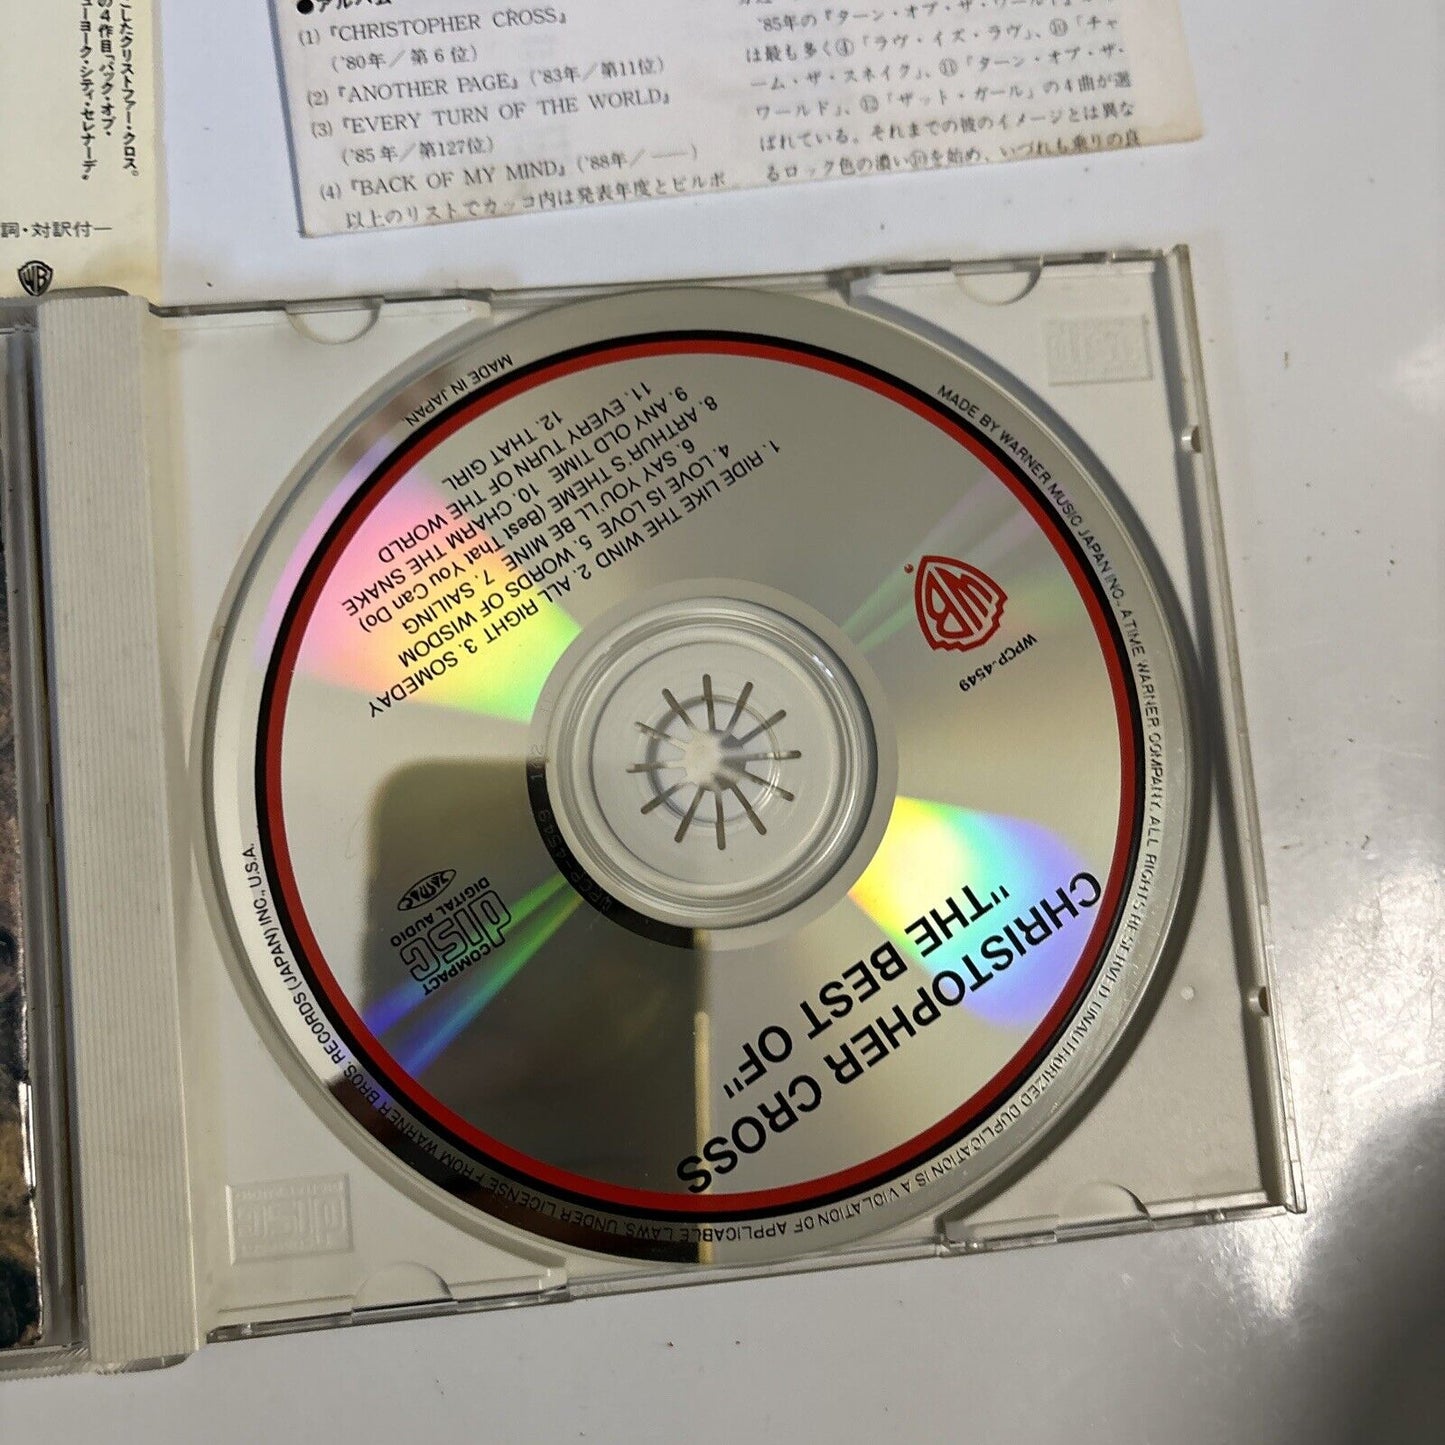 こしたクリストファー・クロス。
の4作目「バック・オブ・
ューヨーク・シティ・セレナーデ」
詞・対訳付—
WB
●アルバム
(1)『CHRISTOPHER CROSS』
('80年／第6位)
(2)『ANOTHER PAGE』('83年／第11位)
(3)『EVERY TURN OF THE WORLD』
('85年／第127位)
(4)『BACK OF MY MIND』('88年／——)
以上のリストでカッコ内は発表年度とビルボ
'85年の『ターン・オブ・ザ・ワールド』
は最も多く④「ラヴ・イズ・ラヴ」、⑩「チャ
ーム・ザ・スネイク」、⑪「ターン・オブ・ザ・
ワールド」、⑫「ザット・ガール」の4曲が選
ばれている。それまでの彼のイメージとは異な
るロック色の濃い⑪を始め、いづれも乗りの良
CHRISTOPHER CROSS
"THE BEST OF"
WB
WPCP-4549
COMPACT
disc
DIGITAL AUDIO
JASRAC
1. RIDE LIKE THE WIND 2. ALL RIGHT 3. SOMEDAY
4. LOVE IS LOVE 5. WORDS OF WISDOM
6. SAY YOU'LL BE MINE 7. SAILING
8. ARTHUR'S THEME (Best That You Can Do)
9. ANY OLD TIME 10. CHARM THE SNAKE
11. EVERY TURN OF THE WORLD
12. THAT GIRL
MADE BY WARNER MUSIC JAPAN INC., A TIME WARNER COMPANY. ALL RIGHTS RESERVED. UNAUTHORIZED DUPLICATION IS A VIOLATION OF APPLICABLE LAWS. UNDER LICENSE FROM WARNER BROS. RECORDS (JAPAN) INC., U.S.A.
MADE IN JAPAN.
WPCP-4549